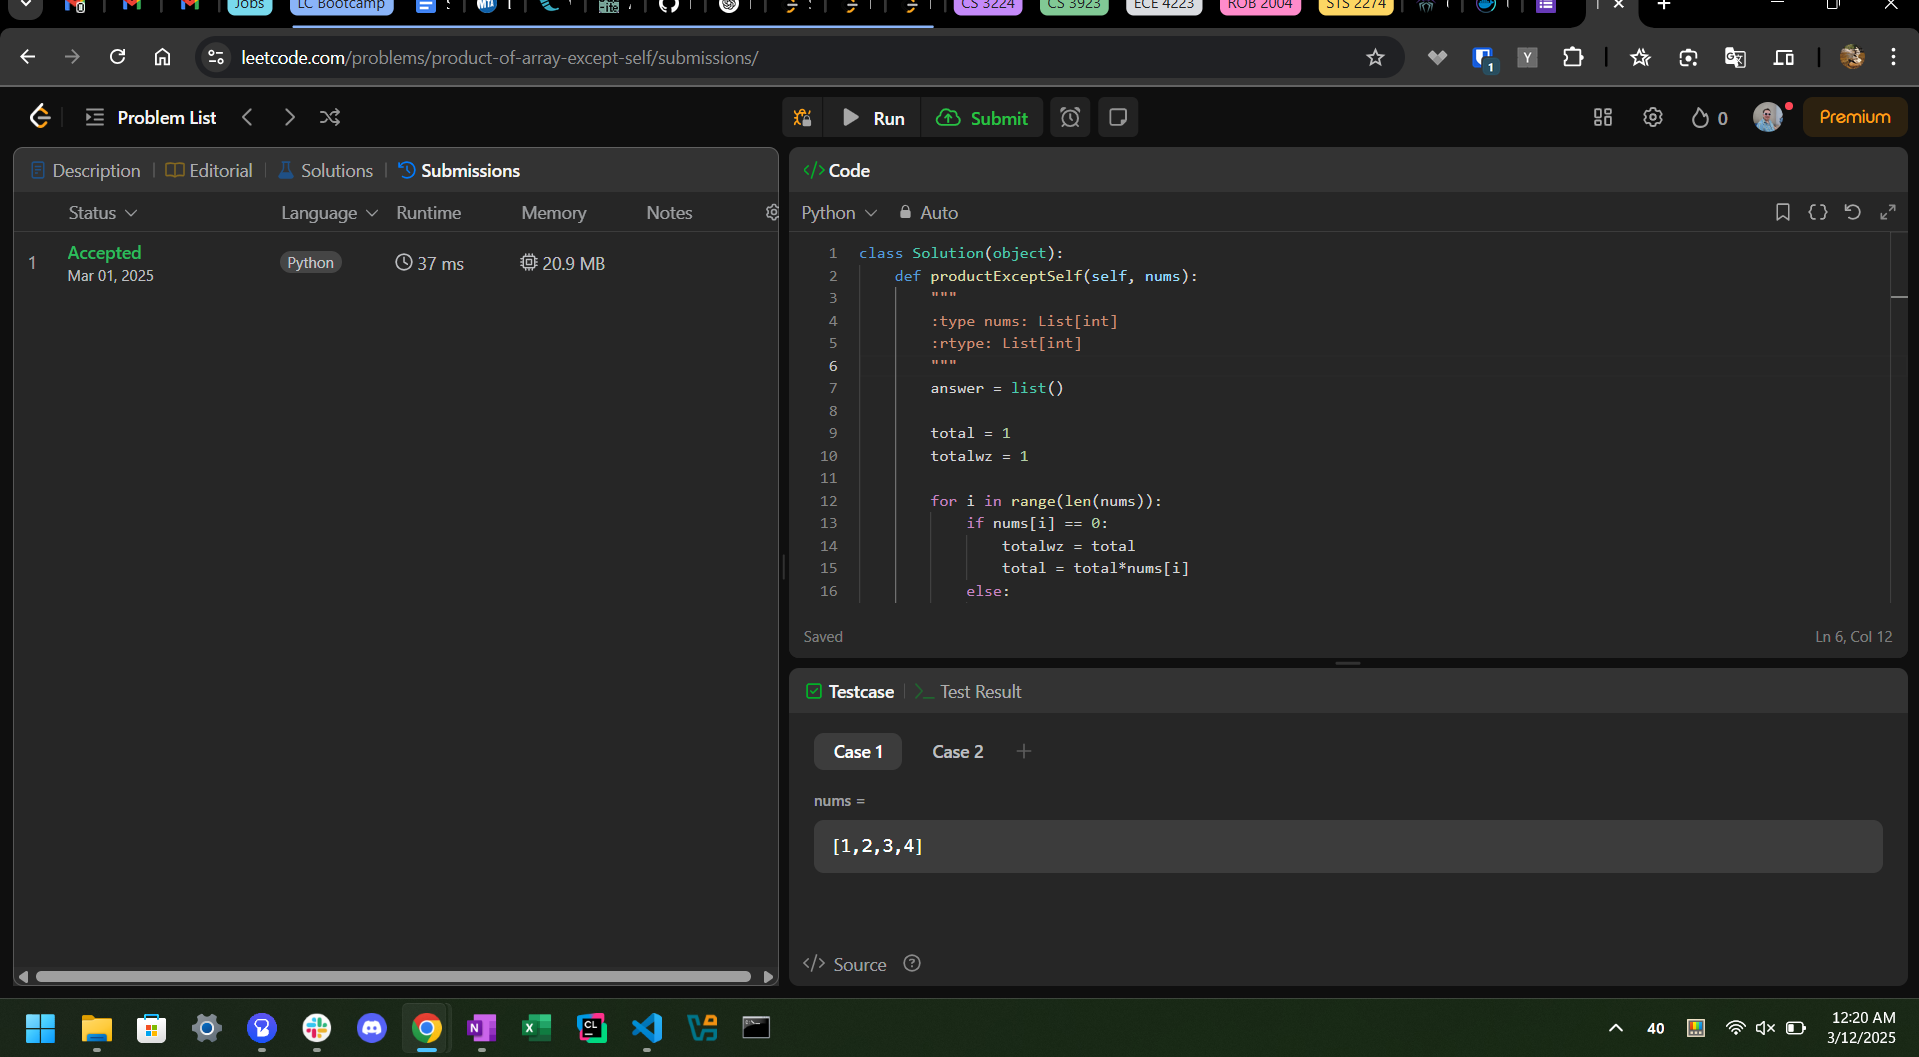 Jobs
LC Bootcamp
CS 3224
CS 3923
ECE 4223
ROB 2004
STS 2274
leetcode.com/problems/product-of-array-except-self/submissions/
1
Y
Problem List
Run
Submit
0
Premium
Description
Editorial
Solutions
Submissions
Status
Language
Runtime
Memory
Notes
1
Accepted
Mar 01, 2025
Python
37 ms
20.9 MB
</> Code
Python
Auto
1 class Solution(object):
2 def productExceptSelf(self, nums):
3 """
4 :type nums: List[int]
5 :rtype: List[int]
6 """
7 answer = list()
8
9 total = 1
10 totalwz = 1
11
12 for i in range(len(nums)):
13 if nums[i] == 0:
14 totalwz = total
15 total = total*nums[i]
16 else:
Saved
Ln 6, Col 12
Testcase
Test Result
Case 1
Case 2
nums =
[1,2,3,4]
</> Source
40
12:20 AM
3/12/2025